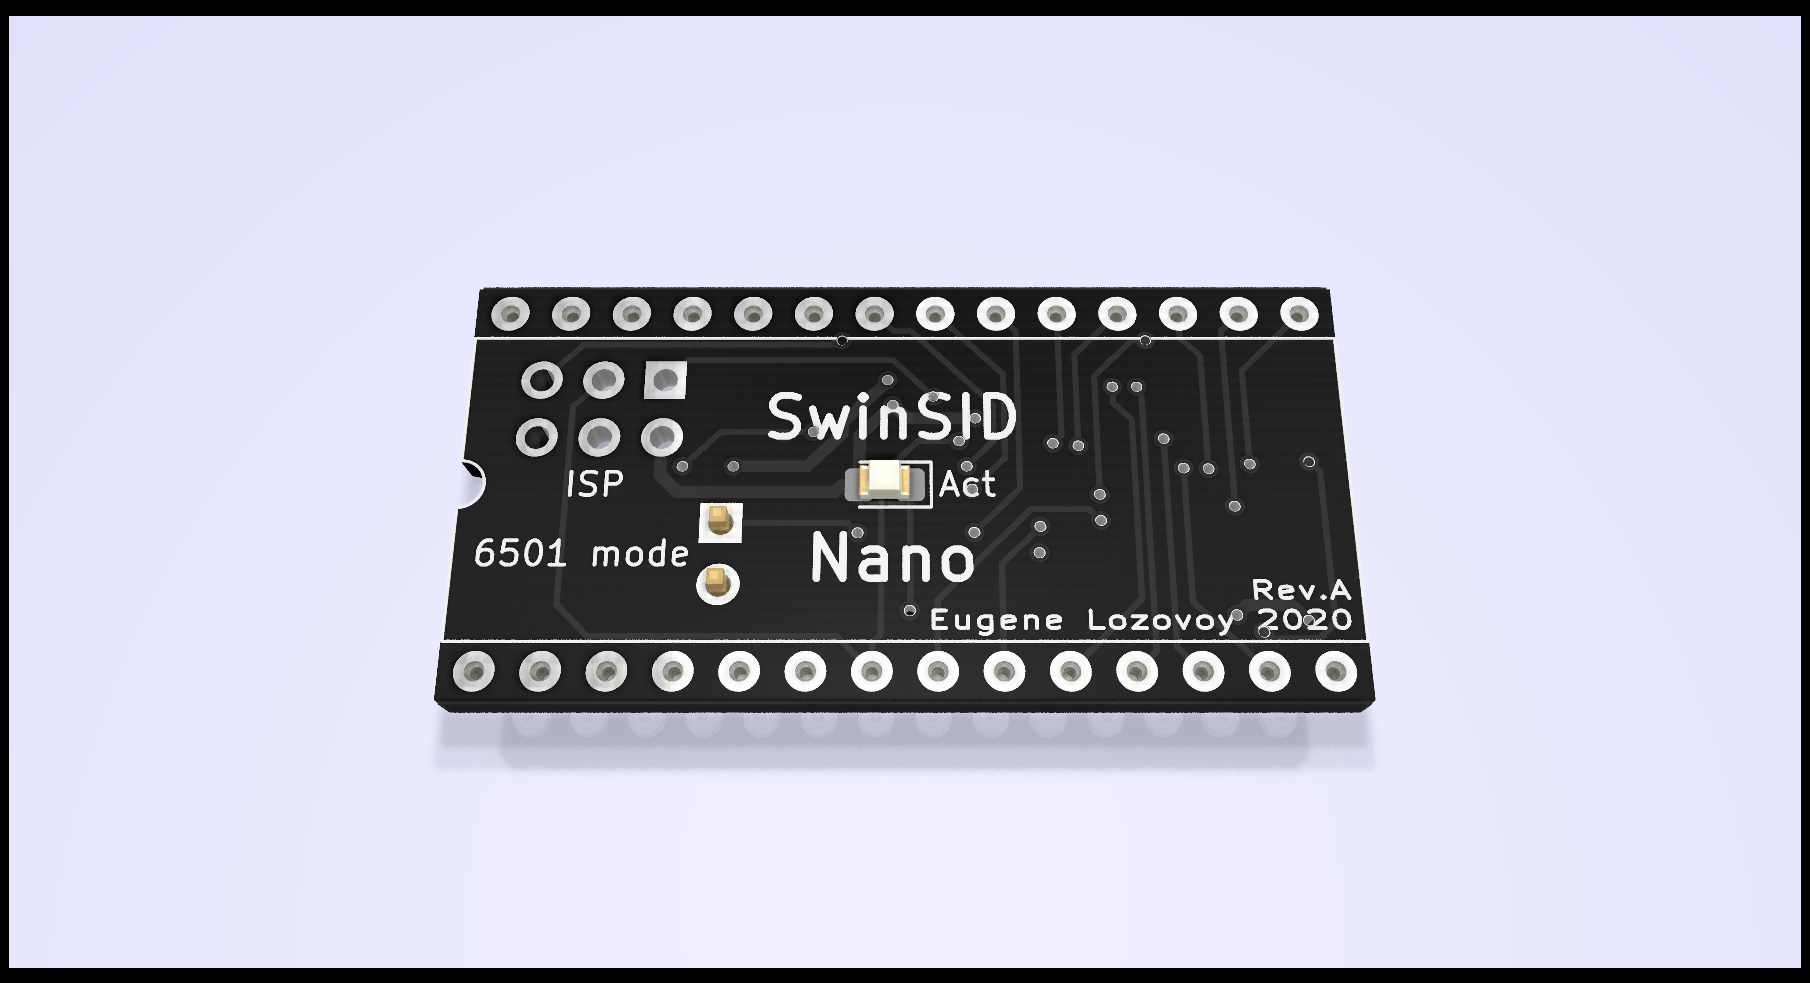 SwinSID
ISP
Act
6501 mode
Nano
Rev.A
Eugene Lozovoy 2020